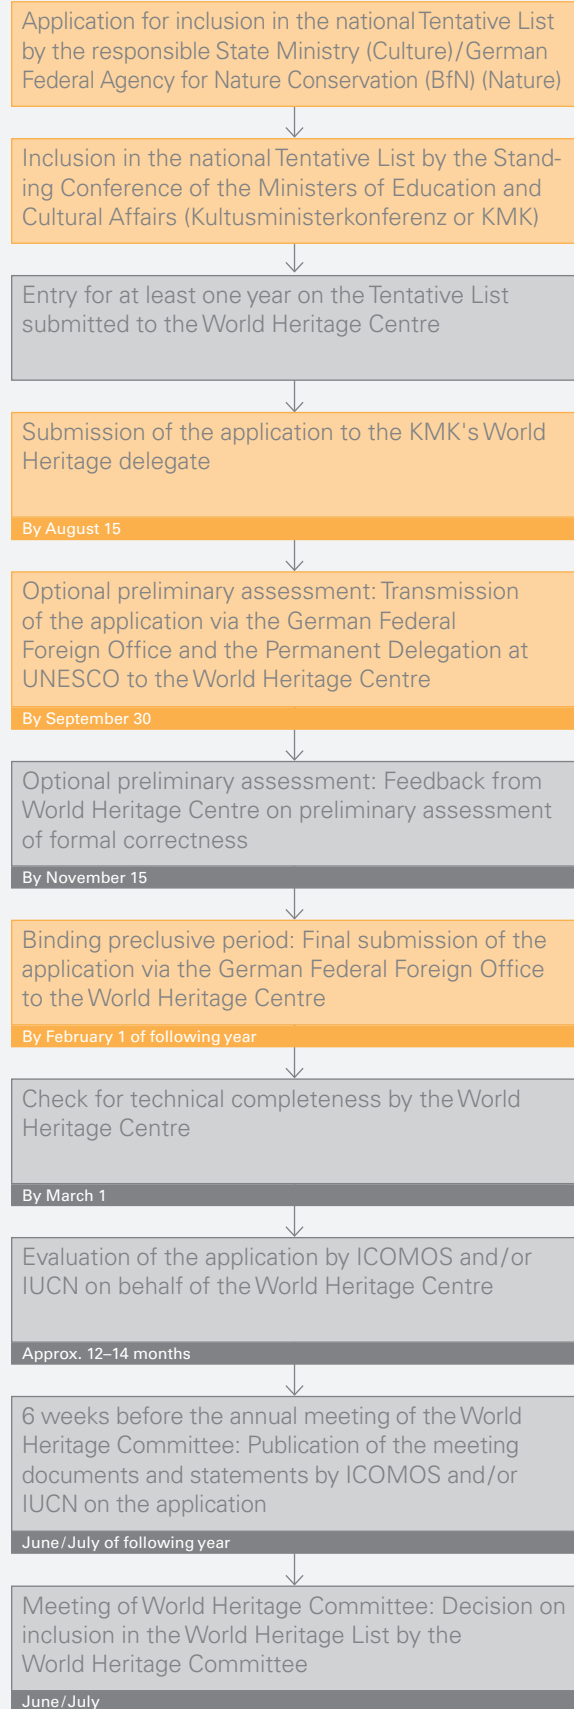 Application for inclusion in the national Tentative List
by the responsible State Ministry (Culture)/German
Federal Agency for Nature Conservation (BfN) (Nature)
Inclusion in the national Tentative List by the Stand-
ing Conference of the Ministers of Education and
Cultural Affairs (Kultusministerkonferenz or KMK)
Entry for at least one year on the Tentative List
submitted to the World Heritage Centre
Submission of the application to the KMK's World
Heritage delegate
By August 15
Optional preliminary assessment: Transmission
of the application via the German Federal
Foreign Office and the Permanent Delegation at
UNESCO to the World Heritage Centre
By September 30
Optional preliminary assessment: Feedback from
World Heritage Centre on preliminary assessment
of formal correctness
By November 15
Binding preclusive period: Final submission of the
application via the German Federal Foreign Office
to the World Heritage Centre
By February 1 of following year
Check for technical completeness by the World
Heritage Centre
By March 1
Evaluation of the application by ICOMOS and/or
IUCN on behalf of the World Heritage Centre
Approx. 12–14 months
6 weeks before the annual meeting of the World
Heritage Committee: Publication of the meeting
documents and statements by ICOMOS and/or
IUCN on the application
June/July of following year
Meeting of World Heritage Committee: Decision on
inclusion in the World Heritage List by the
World Heritage Committee
June/July